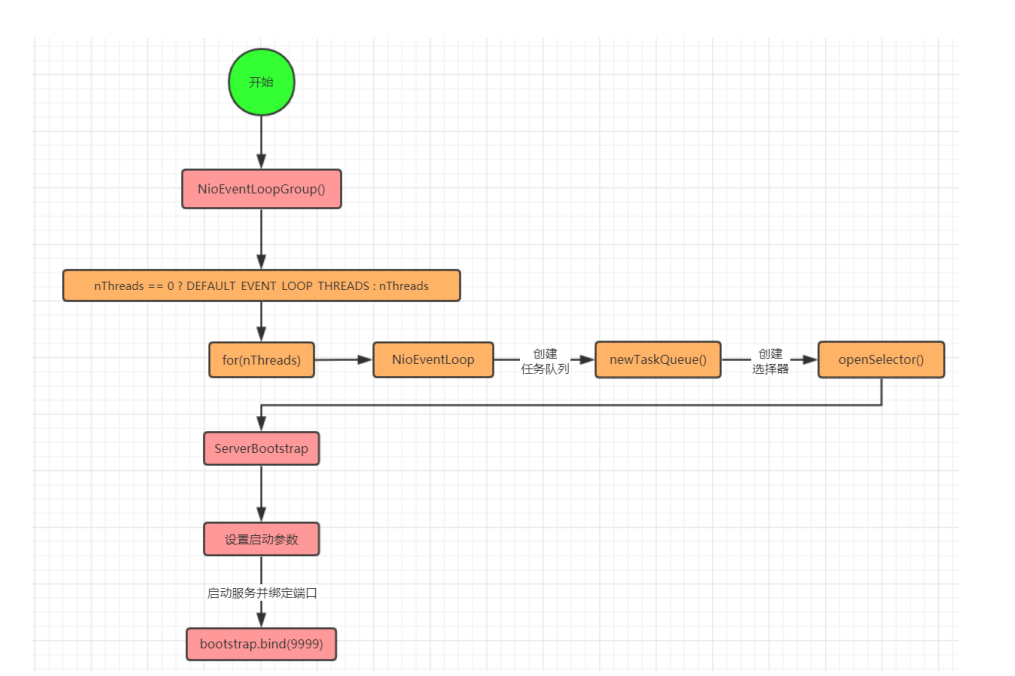 开始
NioEventLoopGroup()
nThreads == 0 ? DEFAULT_EVENT_LOOP_THREADS : nThreads
for(nThreads)
NioEventLoop
创建
任务队列
newTaskQueue()
创建
选择器
openSelector()
ServerBootstrap
设置启动参数
启动服务并绑定端口
bootstrap.bind(9999)